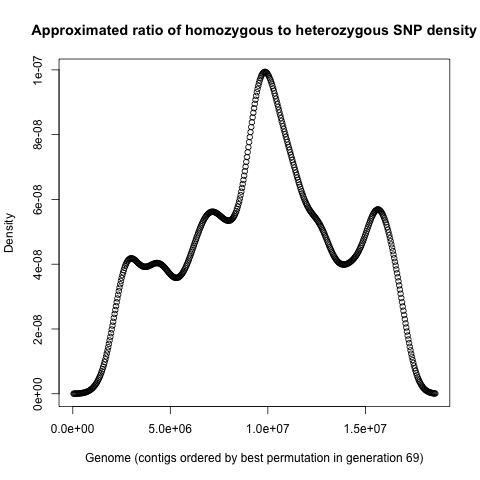 Approximated ratio of homozygous to heterozygous SNP density
1e-07
8e-08
6e-08
4e-08
2e-08
0e+00
Density
0.0e+00 5.0e+06 1.0e+07 1.5e+07
Genome (contigs ordered by best permutation in generation 69)